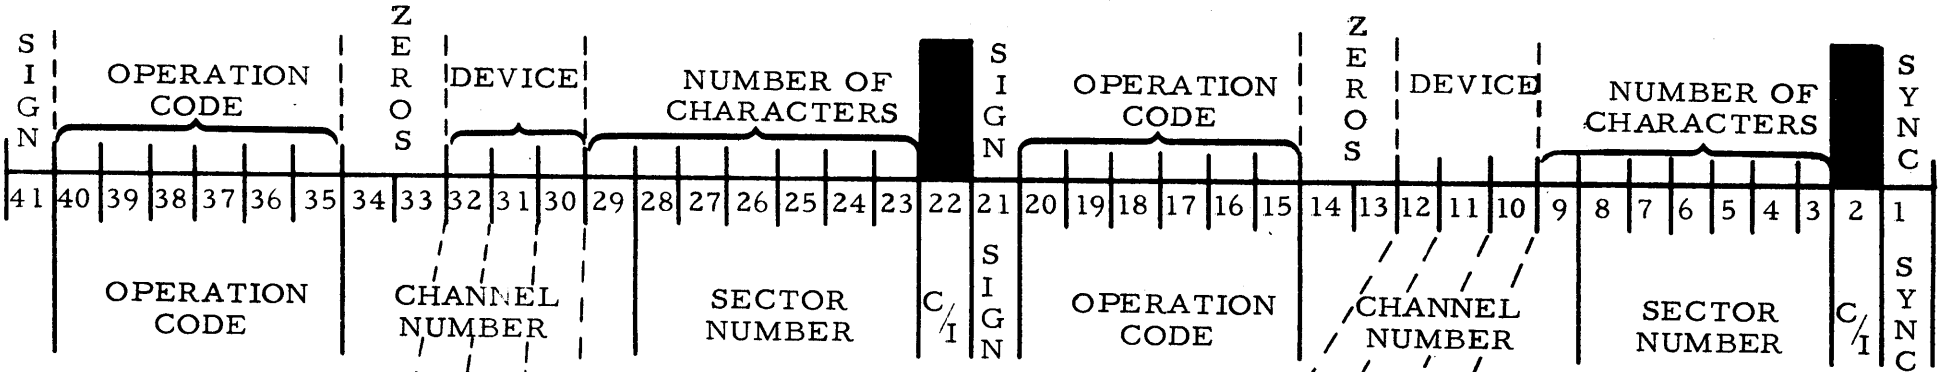 SIGN
OPERATION
CODE
ZEROS
DEVICE
NUMBER OF
CHARACTERS
SIGN
OPERATION
CODE
ZEROS
DEVICE
NUMBER OF
CHARACTERS
SYNC
41 40 39 38 37 36 35 34 33 32 31 30 29 28 27 26 25 24 23 22 21 20 19 18 17 16 15 14 13 12 11 10 9 8 7 6 5 4 3 2 1
OPERATION
CODE
CHANNEL
NUMBER
SECTOR
NUMBER
C/I
SIGN
OPERATION
CODE
CHANNEL
NUMBER
SECTOR
NUMBER
C/I
SYNC